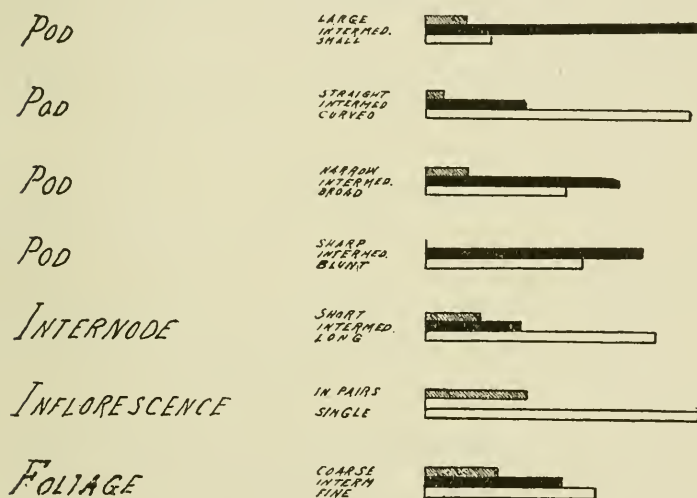 POD
LARGE
INTERMED.
SMALL
POD
STRAIGHT
INTERMED
CURVED
POD
NARROW
INTERMED.
BROAD
POD
SHARP
INTERMED.
BLUNT
INTERNODE
SHORT
INTERMED.
LONG
INFLORESCENCE
IN PAIRS
SINGLE
FOLIAGE
COARSE
INTERM
FINE